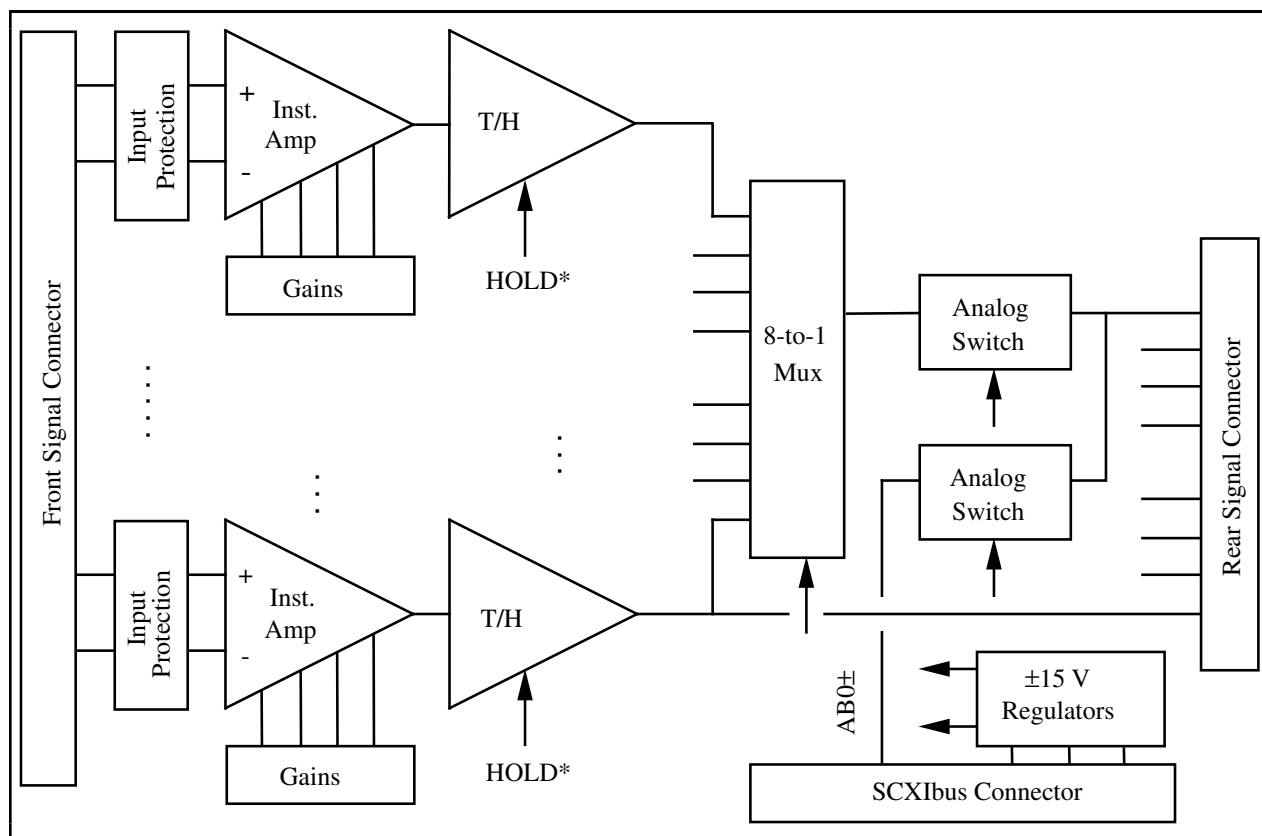 Front Signal Connector
Input
Protection
+
-
Inst.
Amp
Gains
T/H
HOLD*
8-to-1
Mux
Analog
Switch
Analog
Switch
Rear Signal Connector
Input
Protection
+
-
Inst.
Amp
Gains
T/H
HOLD*
AB0±
±15 V
Regulators
SCXIbus Connector